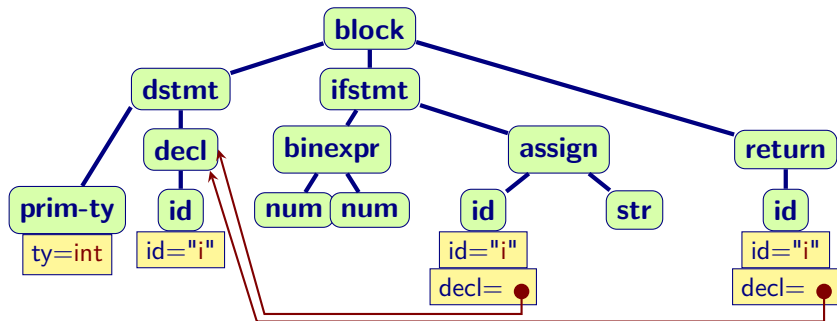 block
dstmt
ifstmt
decl
binexpr
assign
return
prim-ty
id
num
num
id
str
id
ty=int
id="i"
id="i"
id="i"
decl=
decl=